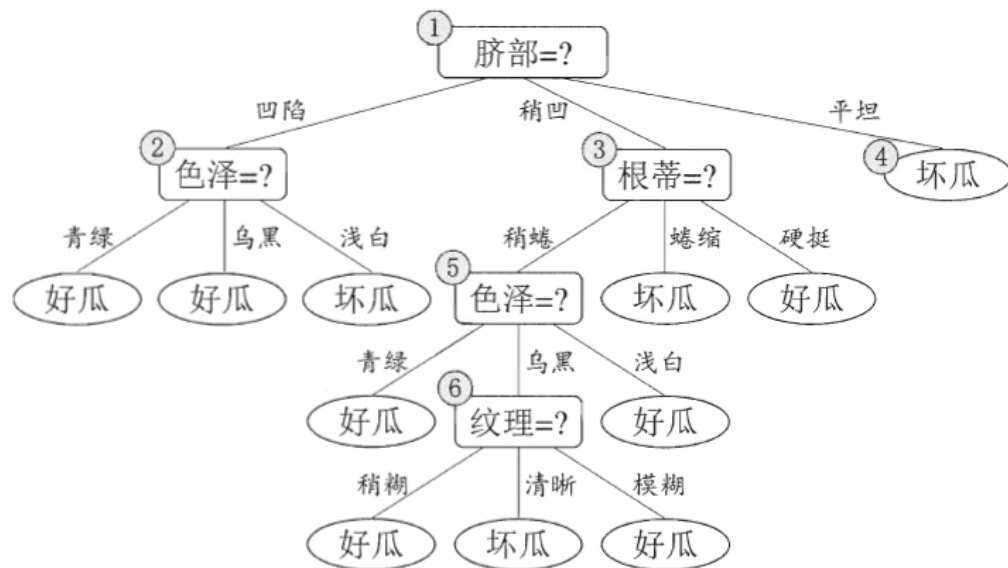 ①
脐部=?
凹陷 稍凹 平坦
② ③ ④
色泽=? 根蒂=? 坏瓜
青绿 乌黑 浅白 稍蜷 蜷缩 硬挺
⑤
好瓜 好瓜 坏瓜 色泽=? 坏瓜 好瓜
青绿 乌黑 浅白
⑥
好瓜 纹理=? 好瓜
稍糊 清晰 模糊
好瓜 坏瓜 好瓜